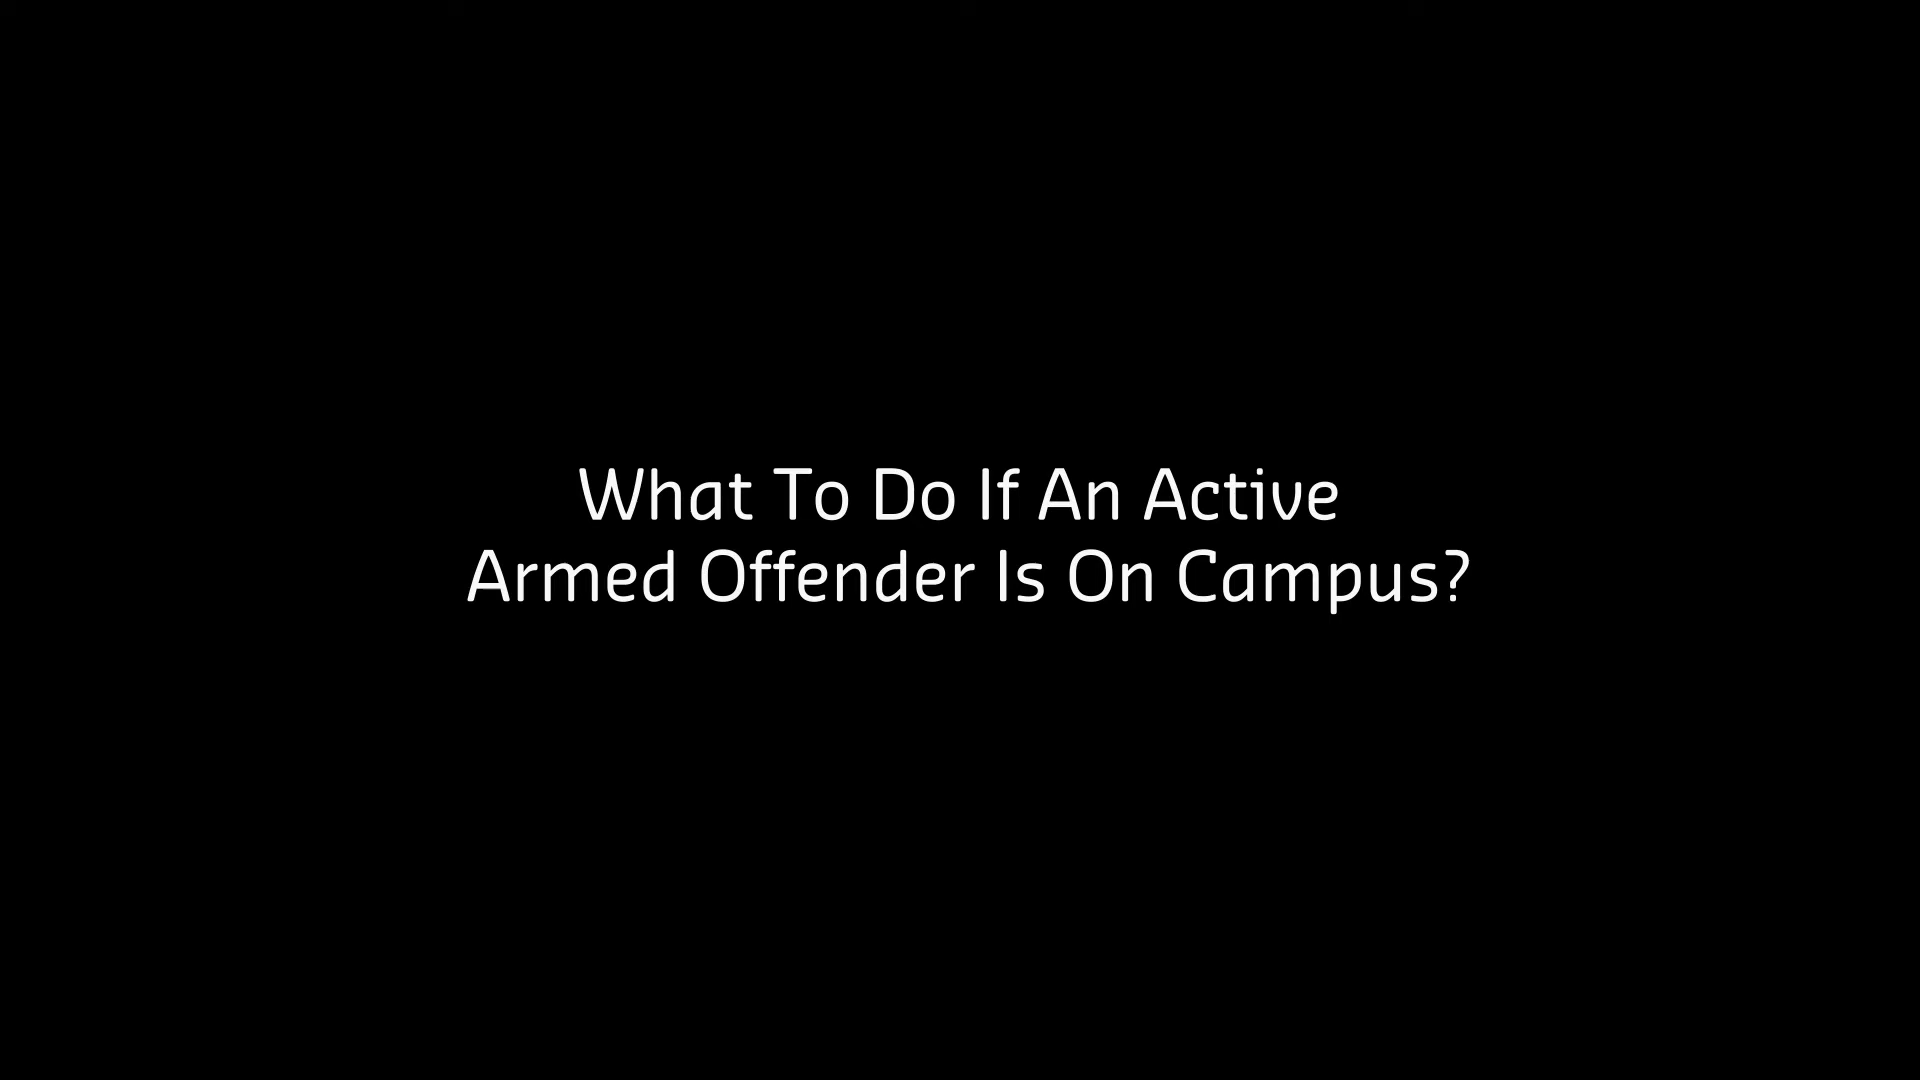 What To Do If An Active
Armed Offender Is On Campus?